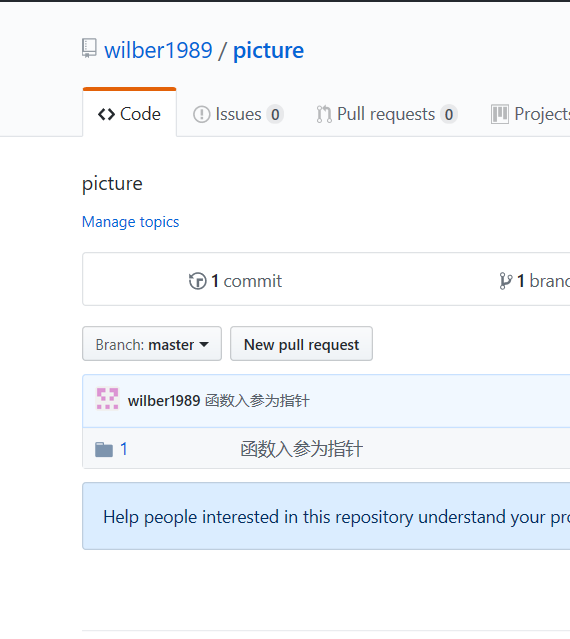 wilber1989 / picture
Code Issues 0 Pull requests 0 Projects
picture
Manage topics
1 commit 1 branc
Branch: master New pull request
wilber1989 函数入参为指针
1 函数入参为指针
Help people interested in this repository understand your pro